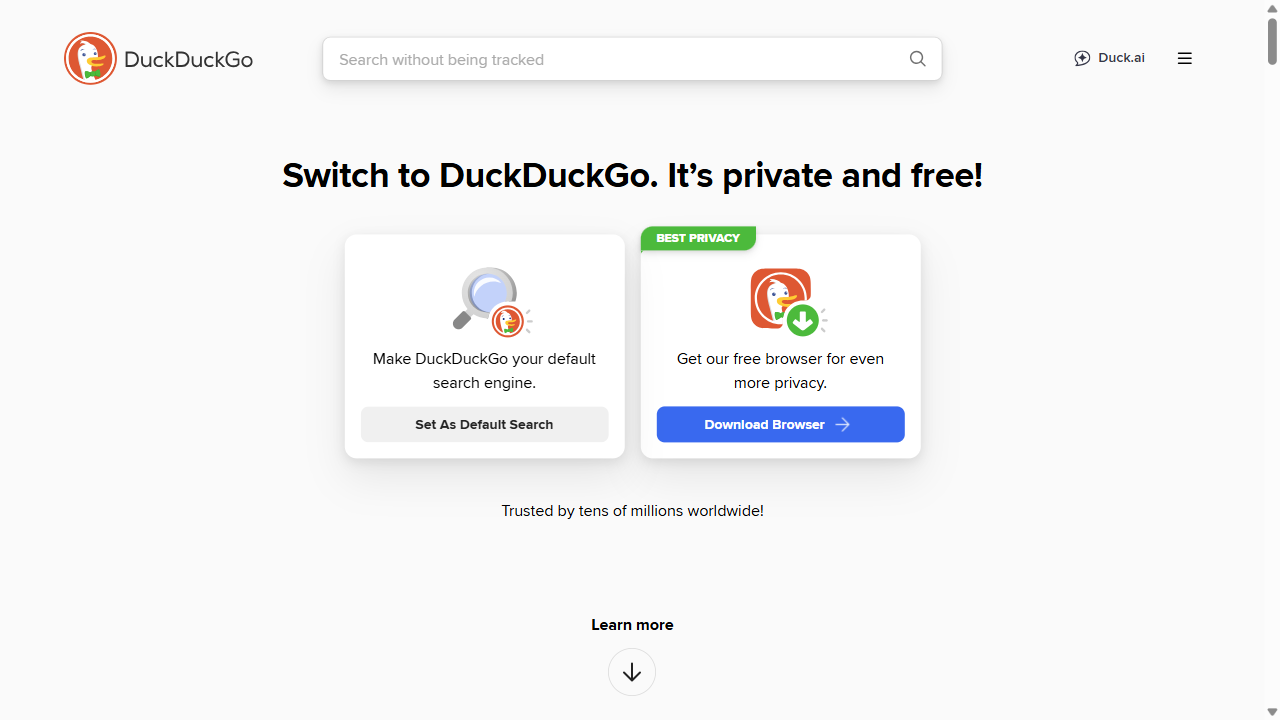 DuckDuckGo
Search without being tracked
Duck.ai
Switch to DuckDuckGo. It’s private and free!
Make DuckDuckGo your default
search engine.
Set As Default Search
BEST PRIVACY
Get our free browser for even
more privacy.
Download Browser
Trusted by tens of millions worldwide!
Learn more